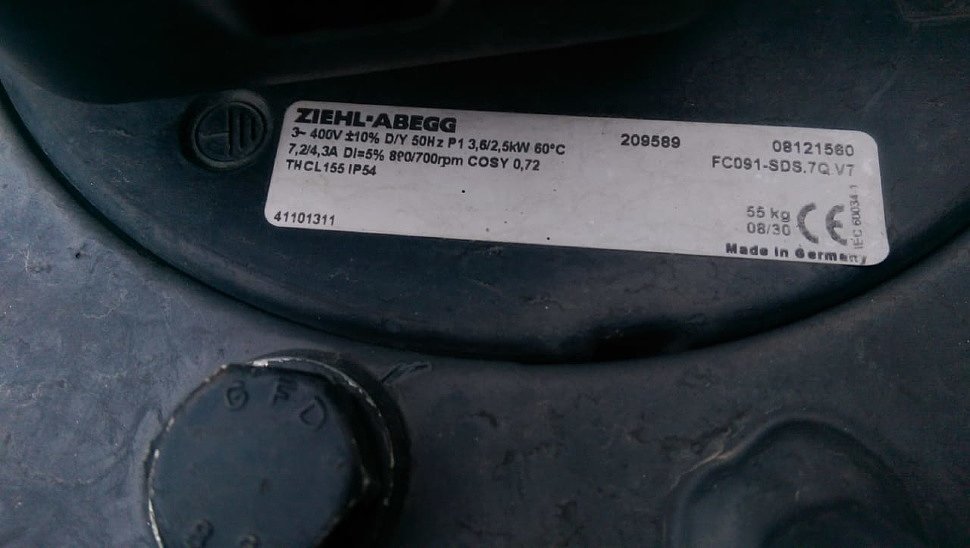 ZIEHL-ABEGG
3~ 400V ±10% D/Y 50Hz P1 3,6/2,5kW 60°C
7,2/4,3A DI=5% 890/700rpm COSY 0,72
THCL155 IP54
41101311
209589
08121560
FC091-SDS.7Q V7
55 kg
08/30
CE
IEC 60034-1
Made in Germany
OFD